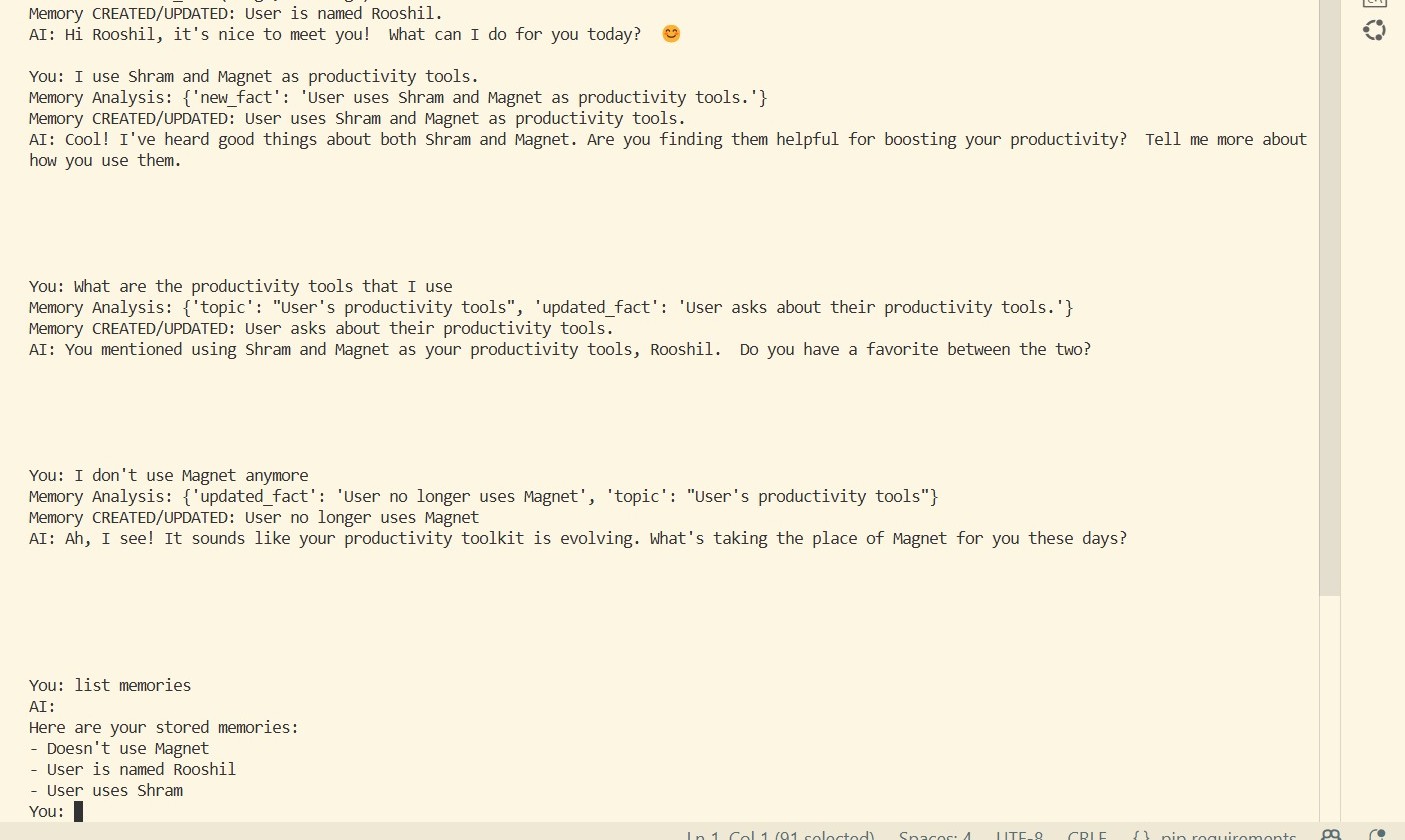 Memory CREATED/UPDATED: User is named Rooshil.
AI: Hi Rooshil, it's nice to meet you!  What can I do for you today?  😊
You: I use Shram and Magnet as productivity tools.
Memory Analysis: {'new_fact': 'User uses Shram and Magnet as productivity tools.'}
Memory CREATED/UPDATED: User uses Shram and Magnet as productivity tools.
AI: Cool! I've heard good things about both Shram and Magnet. Are you finding them helpful for boosting your productivity?  Tell me more about
how you use them.
You: What are the productivity tools that I use
Memory Analysis: {'topic': "User's productivity tools", 'updated_fact': 'User asks about their productivity tools.'}
Memory CREATED/UPDATED: User asks about their productivity tools.
AI: You mentioned using Shram and Magnet as your productivity tools, Rooshil.  Do you have a favorite between the two?
You: I don't use Magnet anymore
Memory Analysis: {'updated_fact': 'User no longer uses Magnet', 'topic': "User's productivity tools"}
Memory CREATED/UPDATED: User no longer uses Magnet
AI: Ah, I see! It sounds like your productivity toolkit is evolving. What's taking the place of Magnet for you these days?
You: list memories
AI:
Here are your stored memories:
- Doesn't use Magnet
- User is named Rooshil
- User uses Shram
You:
Ln 1, Col 1 (91 selected) Spaces: 4 UTF-8 CRLF { } pip requirements